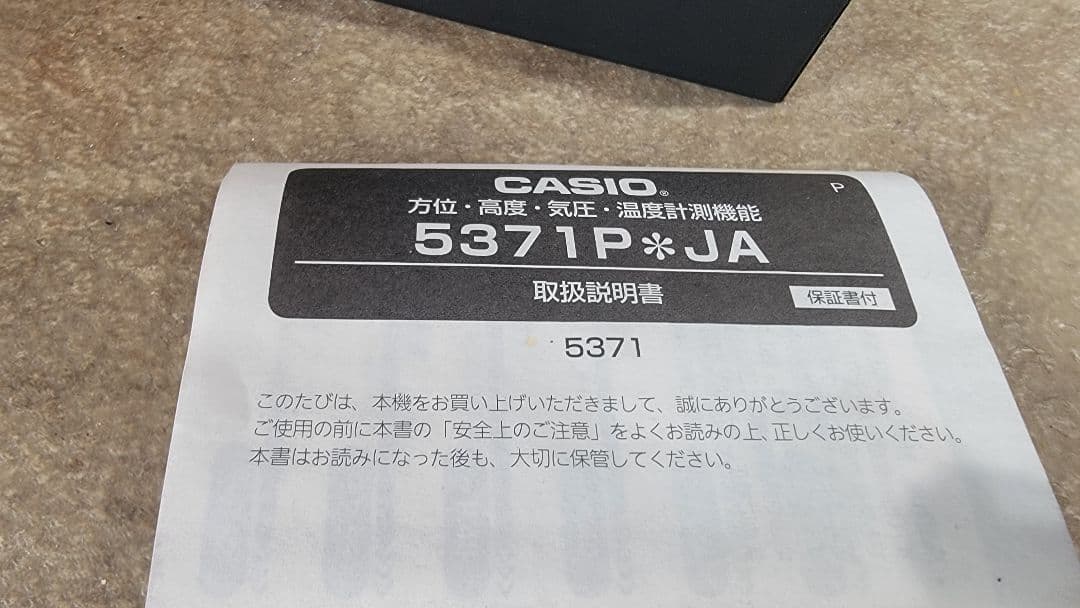 CASIO®
P
方位・高度・気圧・温度計測機能
5371P＊JA
取扱説明書
保証書付
5371
このたびは、本機をお買い上げいただきまして、誠にありがとうございます。
ご使用の前に本書の「安全上のご注意」をよくお読みの上、正しくお使いください。
本書はお読みになった後も、大切に保管してください。